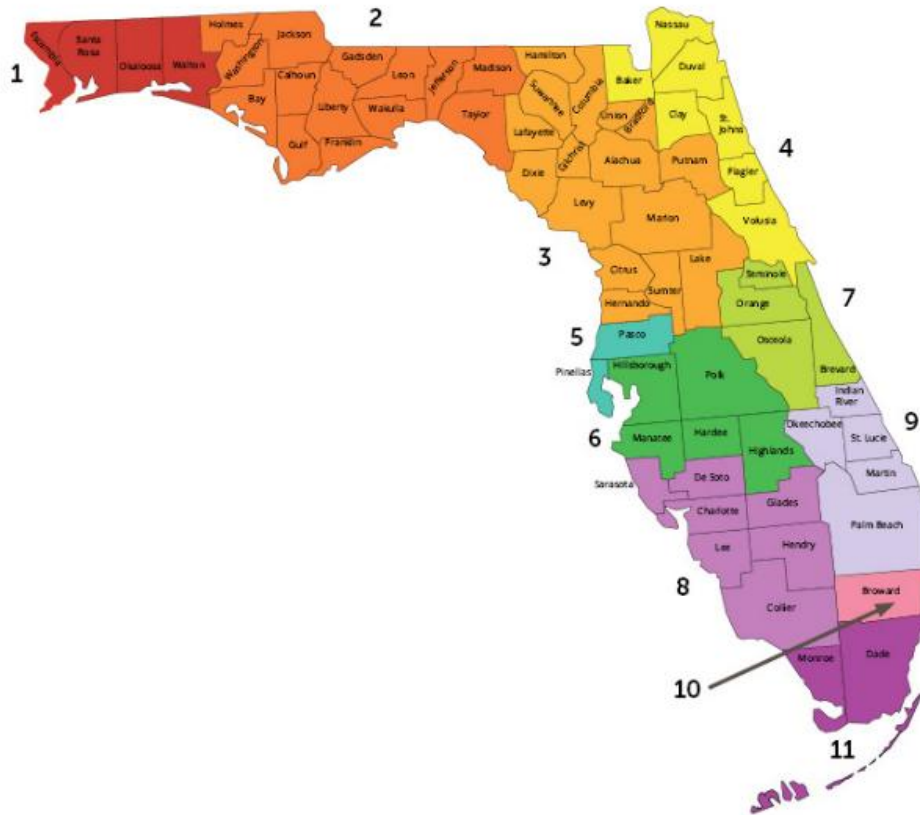 2
Nassau
Holmes
Jackson
Escambia
Santa
Rosa
Okaloosa
Walton
Washington
Gadsden
Leon
Jefferson
Madison
Hamilton
Columbia
Baker
Duval
1
Calhoun
Bay
Liberty
Wakulla
Taylor
Suwannee
Union
Bradford
Clay
St.
Johns
Gulf
Franklin
Lafayette
Gilchrist
Alachua
Putnam
4
Dixie
Flagler
Levy
Marion
Volusia
3
Citrus
Lake
Seminole
Sumter
Hernando
Orange
7
5
Pasco
Osceola
Pinellas
Hillsborough
Polk
Brevard
Indian
River
6
Manatee
Hardee
Highlands
Okeechobee
St. Lucie
9
Martin
Sarasota
De Soto
Charlotte
Glades
Palm Beach
Lee
Hendry
8
Broward
Collier
Monroe
Dade
10
11